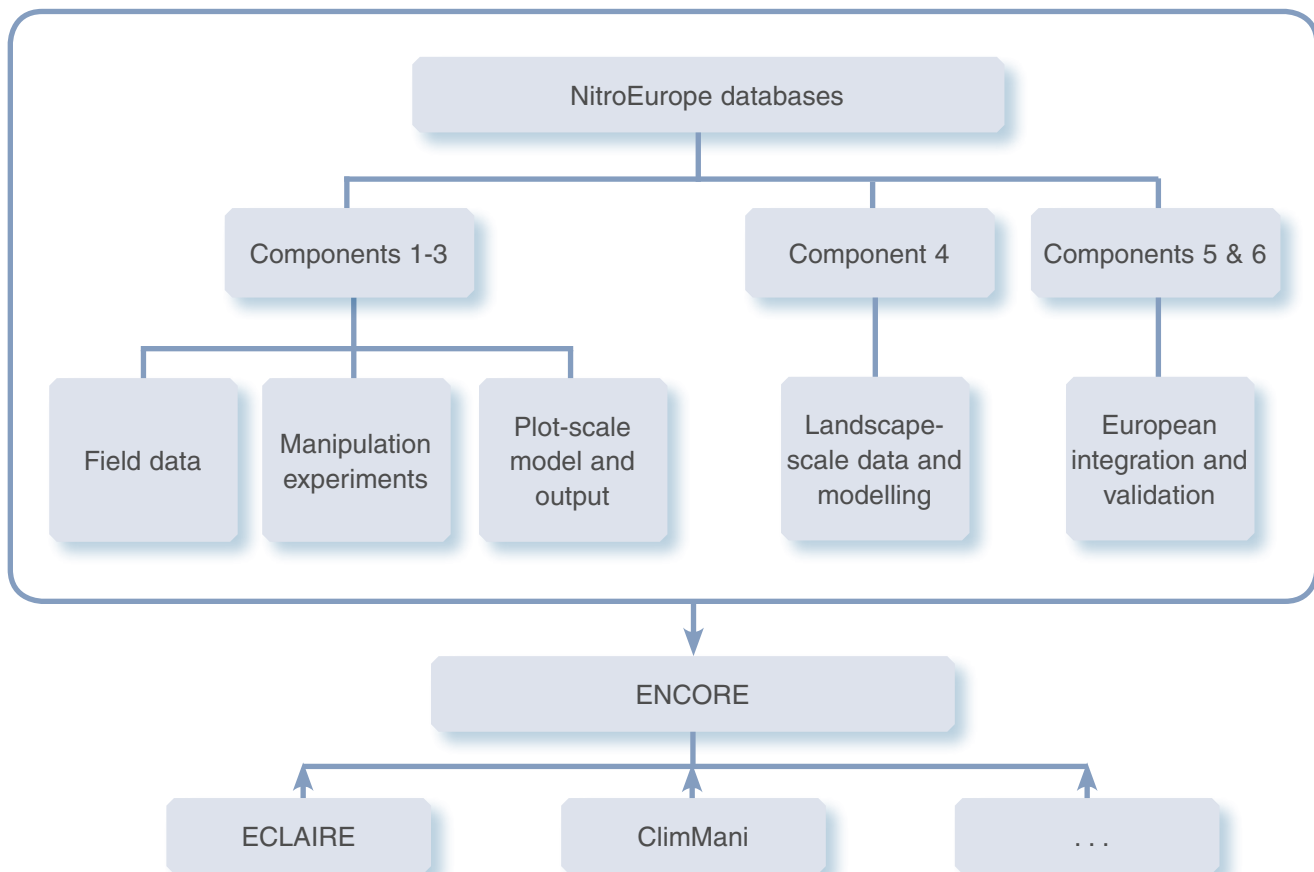 NitroEurope databases
Components 1-3
Component 4
Components 5 & 6
Field data
Manipulation
experiments
Plot-scale
model and
output
Landscape-
scale data and
modelling
European
integration and
validation
ENCORE
ECLAIRE
ClimMani
. . .